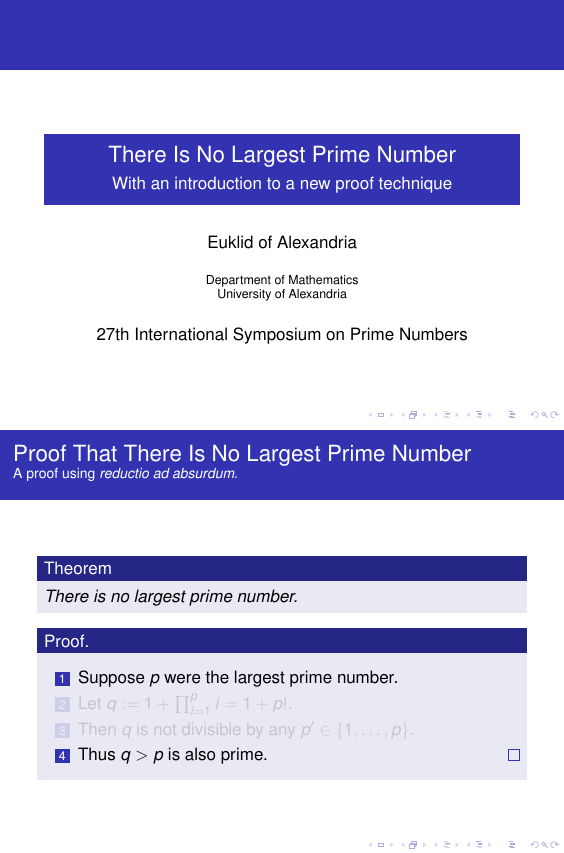 There Is No Largest Prime Number
With an introduction to a new proof technique
Euklid of Alexandria
Department of Mathematics
University of Alexandria
27th International Symposium on Prime Numbers
Proof That There Is No Largest Prime Number
A proof using reductio ad absurdum.
Theorem
There is no largest prime number.
Proof.
1 Suppose p were the largest prime number.
2 Let q := 1 + ∏ᵖᵢ₌₁ i = 1 + p!.
3 Then q is not divisible by any p′ ∈ {1, . . . , p}.
4 Thus q > p is also prime.